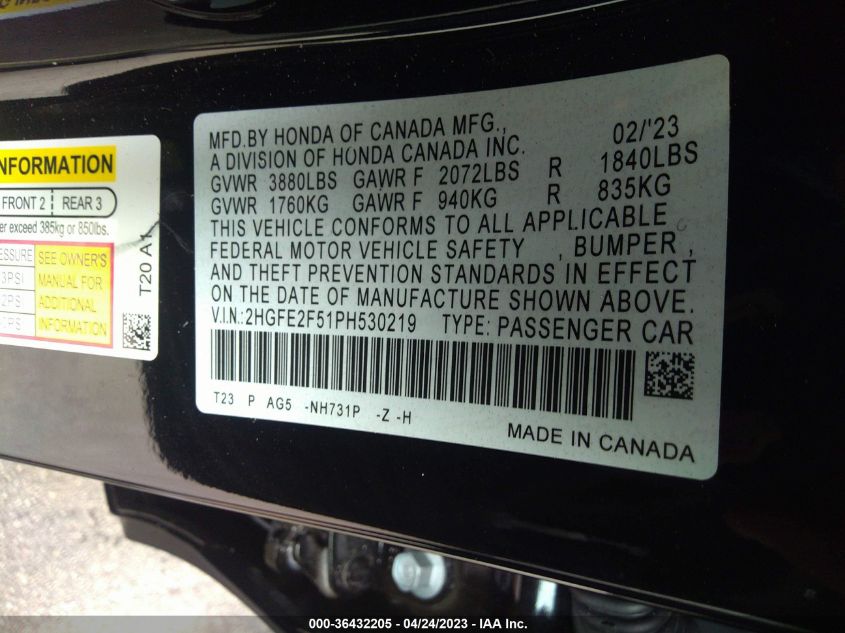 INFORMATION
FRONT 2 REAR 3
exceed 385kg or 850lbs.
SEE OWNER'S
MANUAL FOR
ADDITIONAL
INFORMATION
T20 A1
MFD.BY HONDA OF CANADA MFG., 02/'23
A DIVISION OF HONDA CANADA INC.
GVWR 3880LBS GAWR F 2072LBS R 1840LBS
GVWR 1760KG GAWR F 940KG R 835KG
THIS VEHICLE CONFORMS TO ALL APPLICABLE
FEDERAL MOTOR VEHICLE SAFETY , BUMPER ,
AND THEFT PREVENTION STANDARDS IN EFFECT
ON THE DATE OF MANUFACTURE SHOWN ABOVE.
V.I.N.:2HGFE2F51PH530219 TYPE: PASSENGER CAR
T23 P AG5 -NH731P -Z -H
MADE IN CANADA
000-36432205 - 04/24/2023 - IAA Inc.